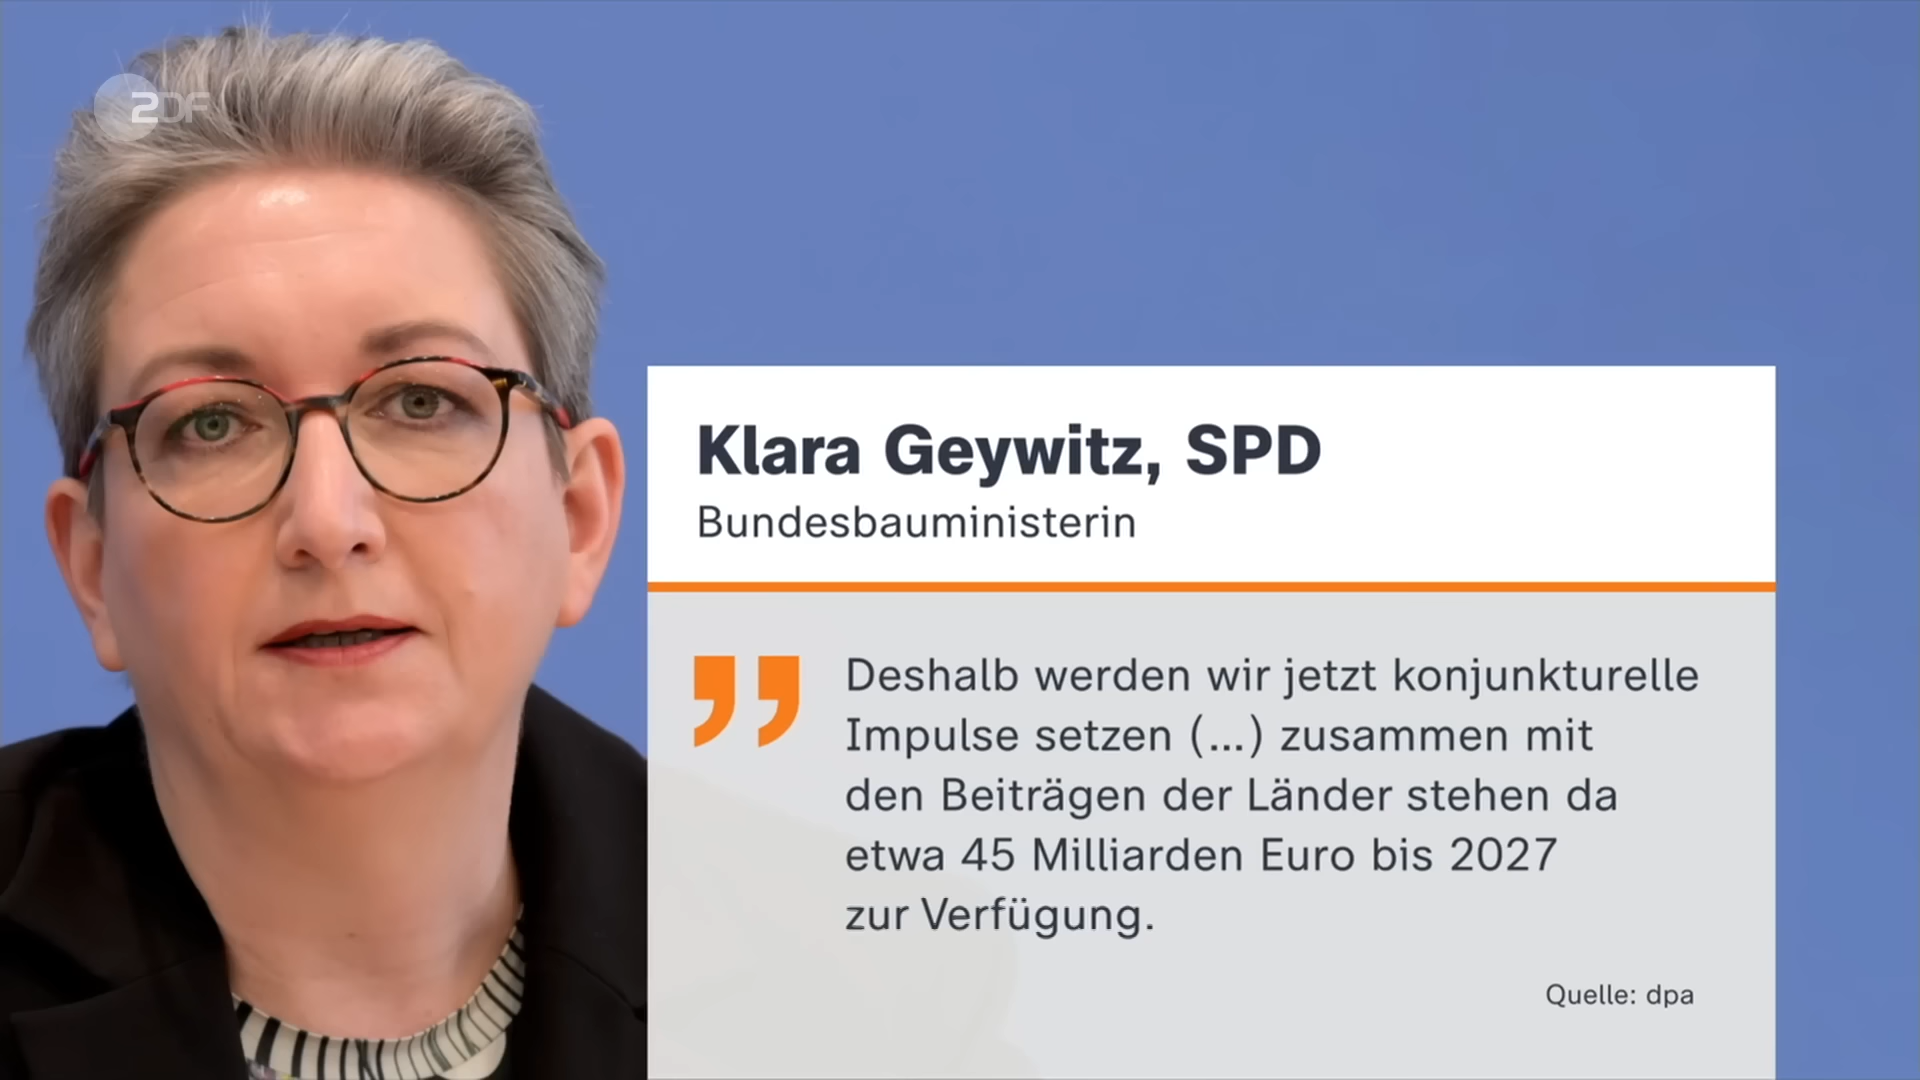 ZDF
Klara Geywitz, SPD
Bundesbauministerin
Deshalb werden wir jetzt konjunkturelle
Impulse setzen (...) zusammen mit
den Beiträgen der Länder stehen da
etwa 45 Milliarden Euro bis 2027
zur Verfügung.
Quelle: dpa